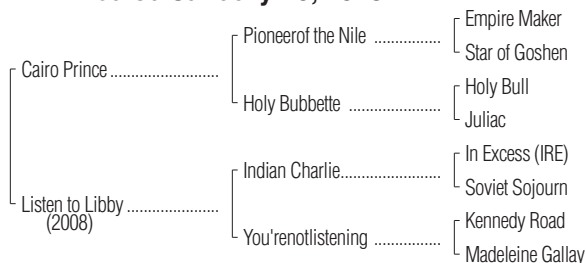 Empire Maker
Pioneerof the Nile ................
Star of Goshen
Cairo Prince ........................
Holy Bull
Holy Bubbette ....................
Juliac
In Excess (IRE)
Indian Charlie......................
Soviet Sojourn
Listen to Libby ....................
(2008)
Kennedy Road
You'renotlistening ...............
Madeleine Gallay